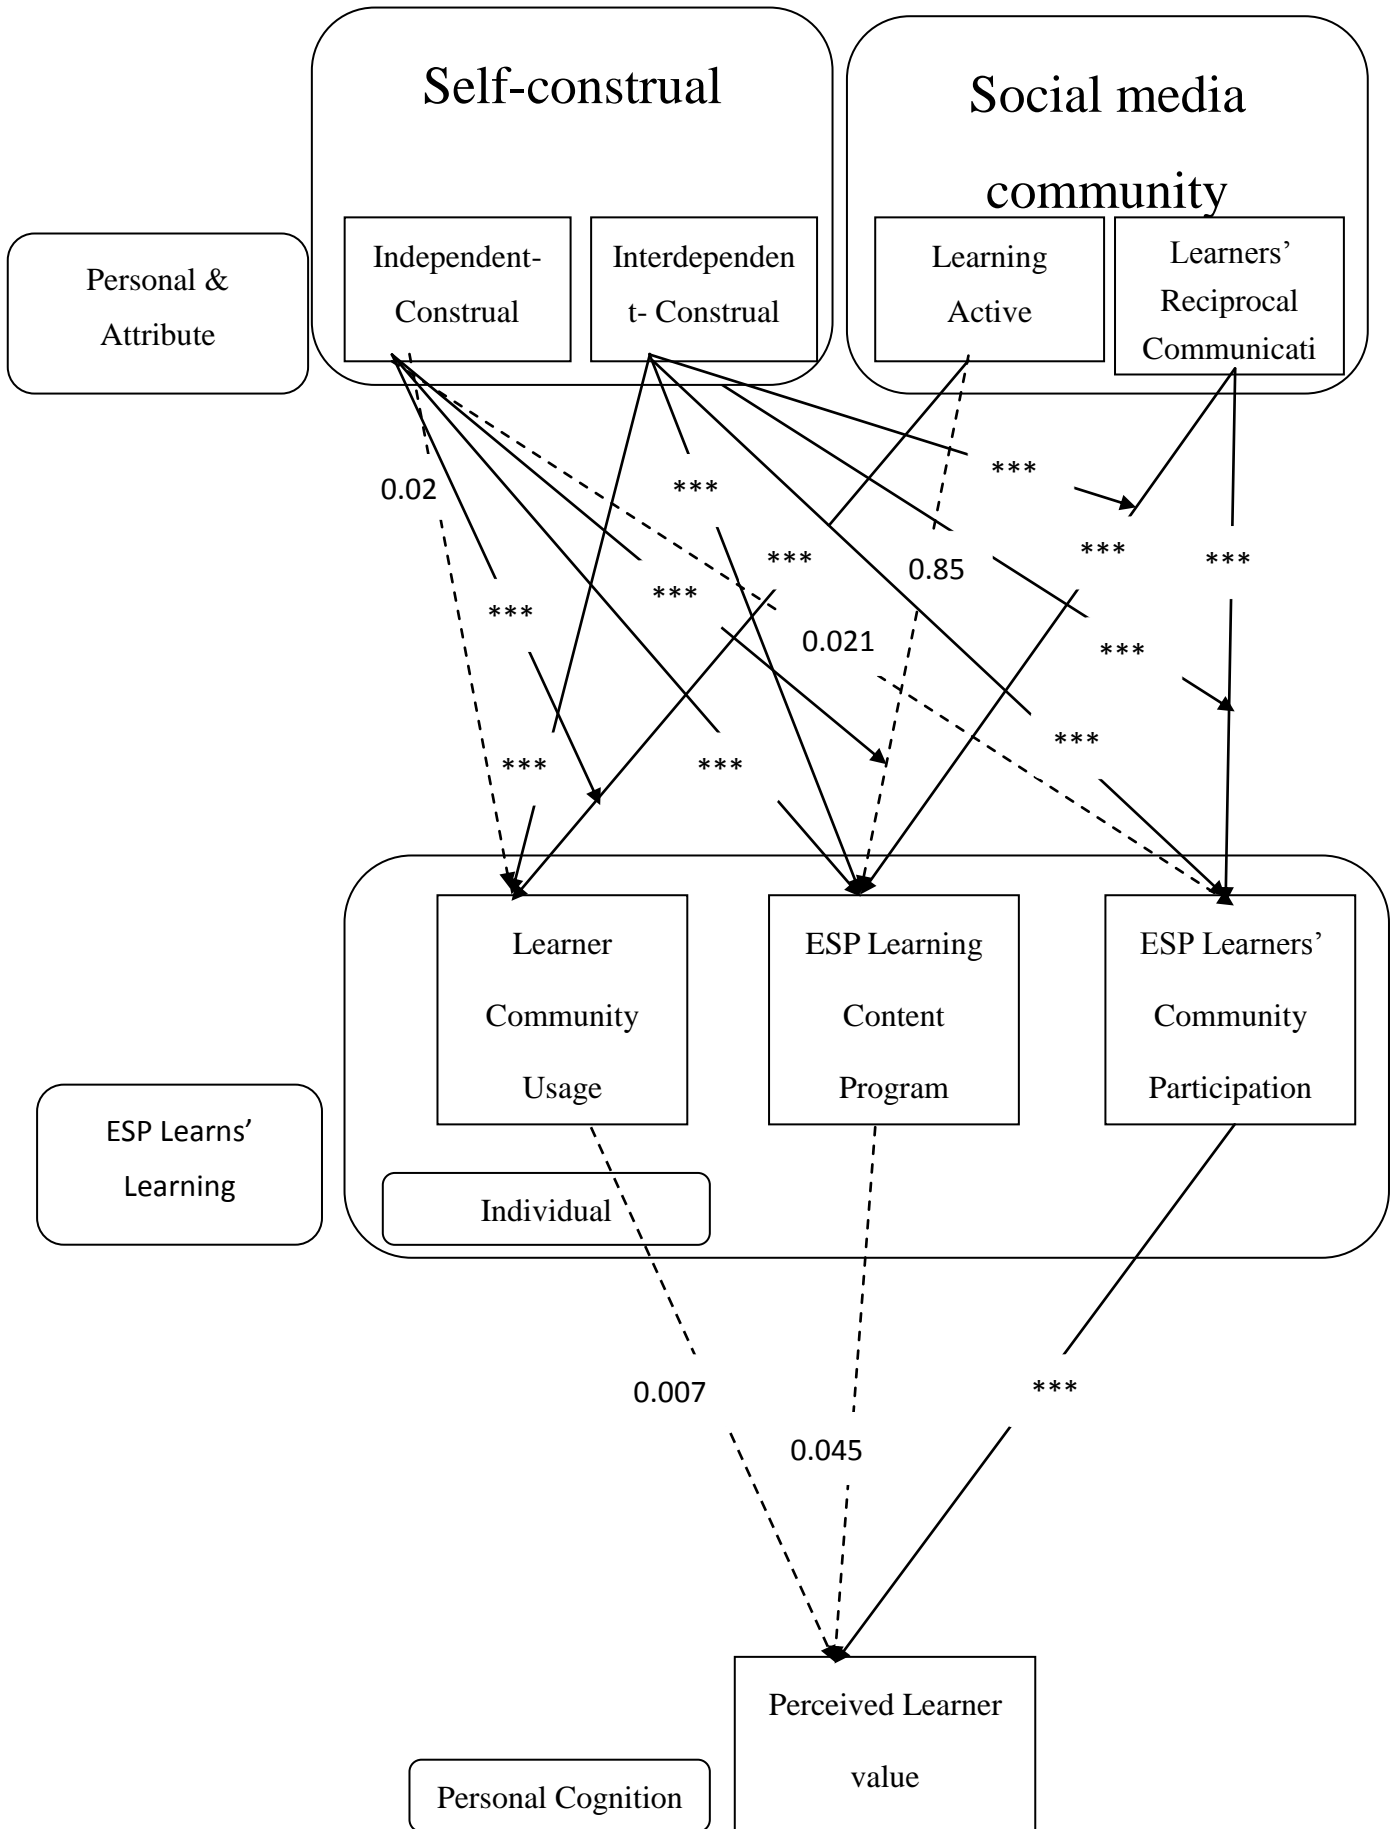 Self-construal
Social media
community
Personal &
Attribute
Independent-
Construal
Interdependen
t- Construal
Learning
Active
Learners’
Reciprocal
Communicati
***
0.02
***
***
***
***
0.85
***
***
***
0.021
***
***
***
***
Learner
Community
Usage
ESP Learning
Content
Program
ESP Learners’
Community
Participation
ESP Learns’
Learning
Individual
0.007
***
0.045
Perceived Learner
value
Personal Cognition